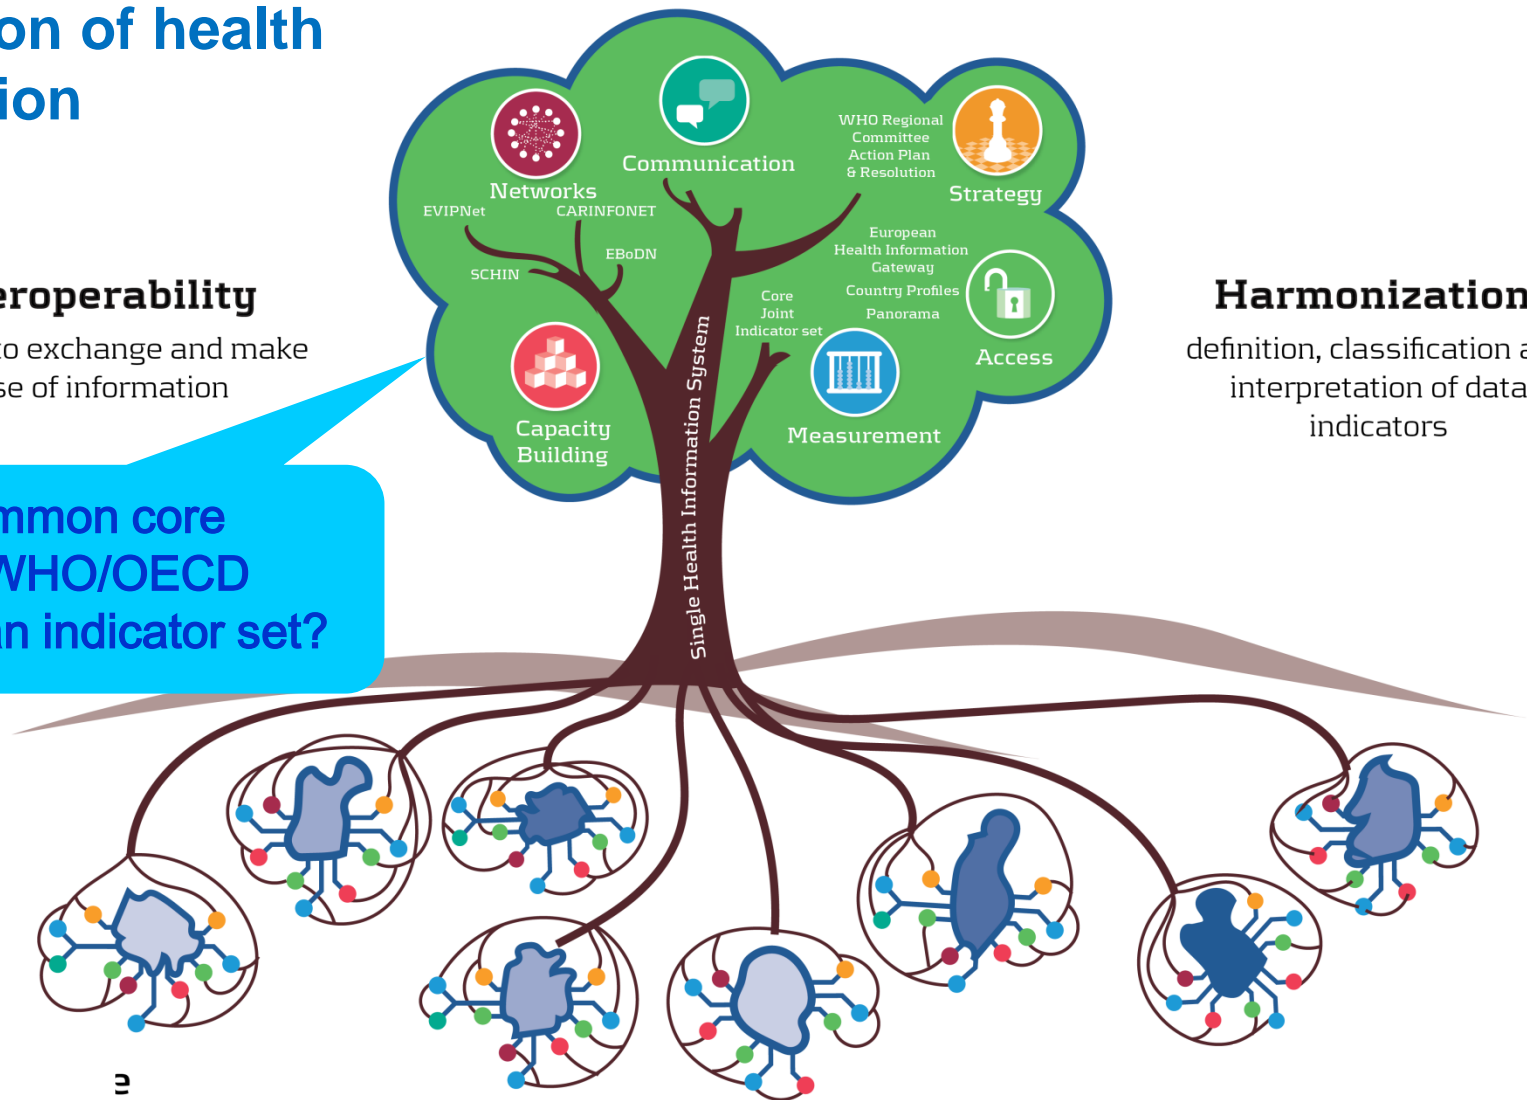 on of health
ion
Communication
WHO Regional
Committee
Action Plan
& Resolution
Strategy
Networks
EVIPNet
CARINFONET
SCHIN
EBoDN
European
Health Information
Gateway
Country Profiles
Panorama
Access
Core
Joint
Indicator set
Measurement
Capacity
Building
Single Health Information System
eroperability
to exchange and make
se of information
Harmonization
definition, classification a
interpretation of data
indicators
mmon core
WHO/OECD
an indicator set?
e